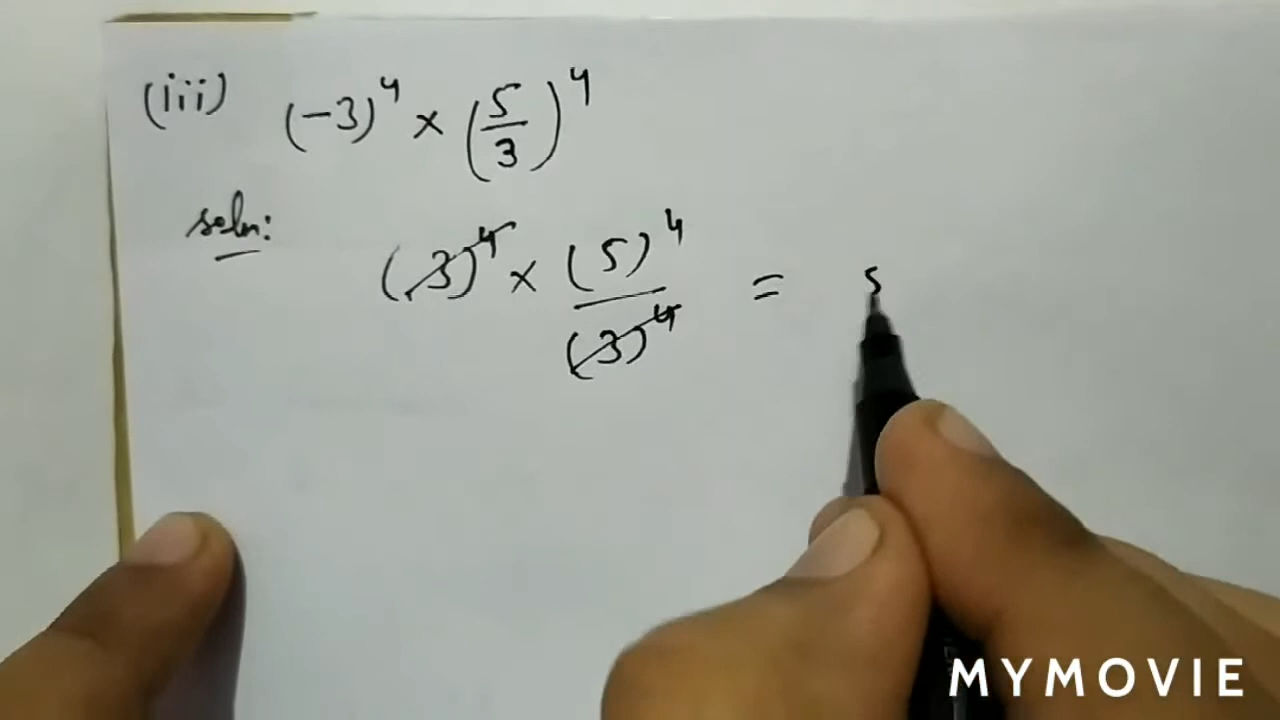 (iii) (-3)⁴ × (5/3)⁴
soln:
(3)⁴ × (5)⁴/(3)⁴ = 5
MYMOVIE